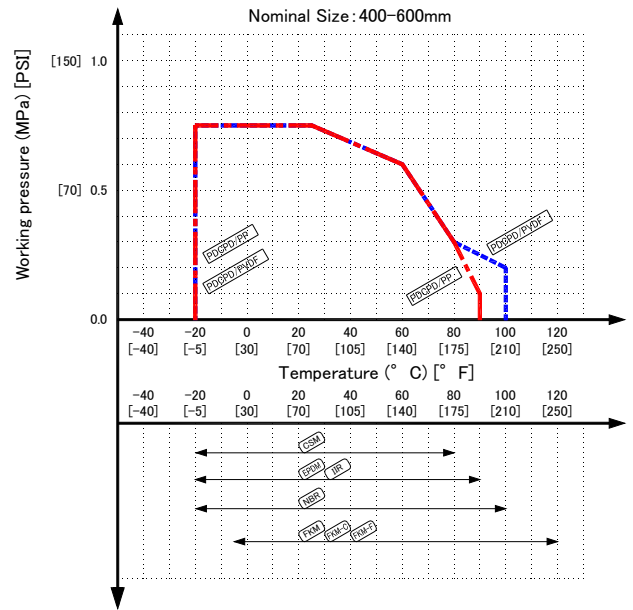 Nominal Size:400-600mm
Working pressure (MPa) [PSI]
[150] 1.0
[70] 0.5
0.0
PDCPD/PP
PDCPD/PVDF
PDCPD/PVDF
PDCPD/PP
-40 -20 0 20 40 60 80 100 120
[-40] [-5] [30] [70] [105] [140] [175] [210] [250]
Temperature (° C) [° F]
-40 -20 0 20 40 60 80 100 120
[-40] [-5] [30] [70] [105] [140] [175] [210] [250]
CSM
EPDM IIR
NBR
FKM FKM-C FKM-F